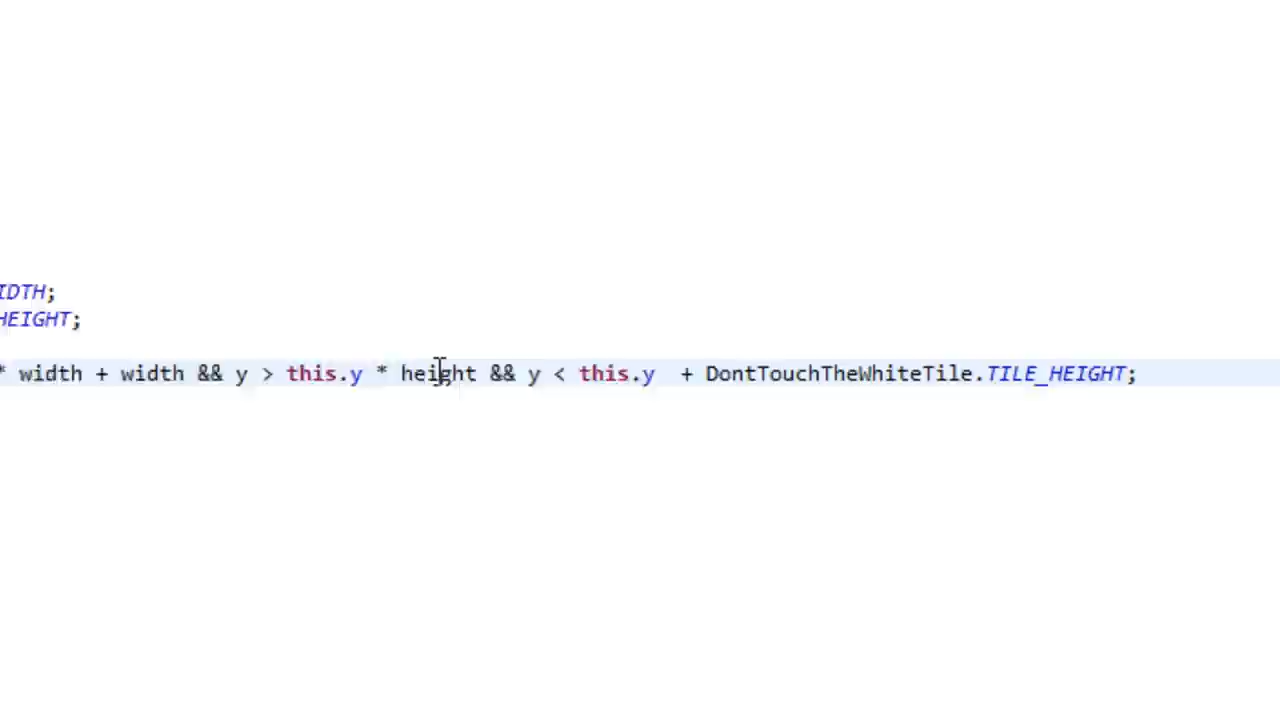 IDTH;
HEIGHT;
* width + width && y > this.y * height && y < this.y  + DontTouchTheWhiteTile.TILE_HEIGHT;